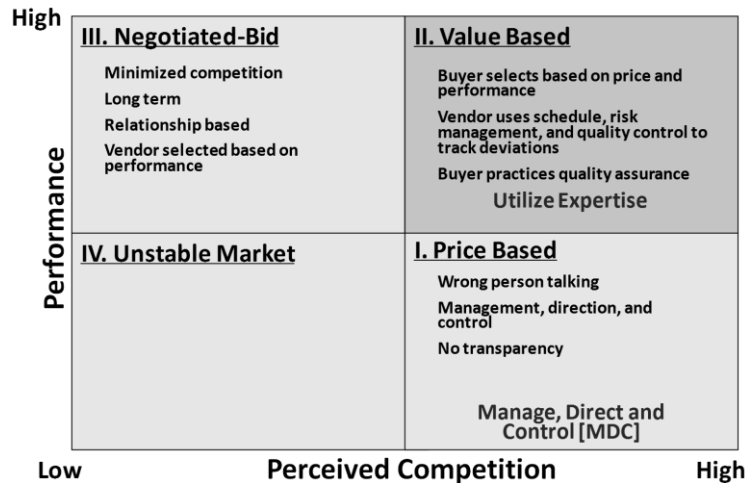 High
III. Negotiated-Bid
Minimized competition
Long term
Relationship based
Vendor selected based on
performance
II. Value Based
Buyer selects based on price and
performance
Vendor uses schedule, risk
management, and quality control to
track deviations
Buyer practices quality assurance
Utilize Expertise
Performance
IV. Unstable Market
I. Price Based
Wrong person talking
Management, direction, and
control
No transparency
Manage, Direct and
Control [MDC]
Low
Perceived Competition
High